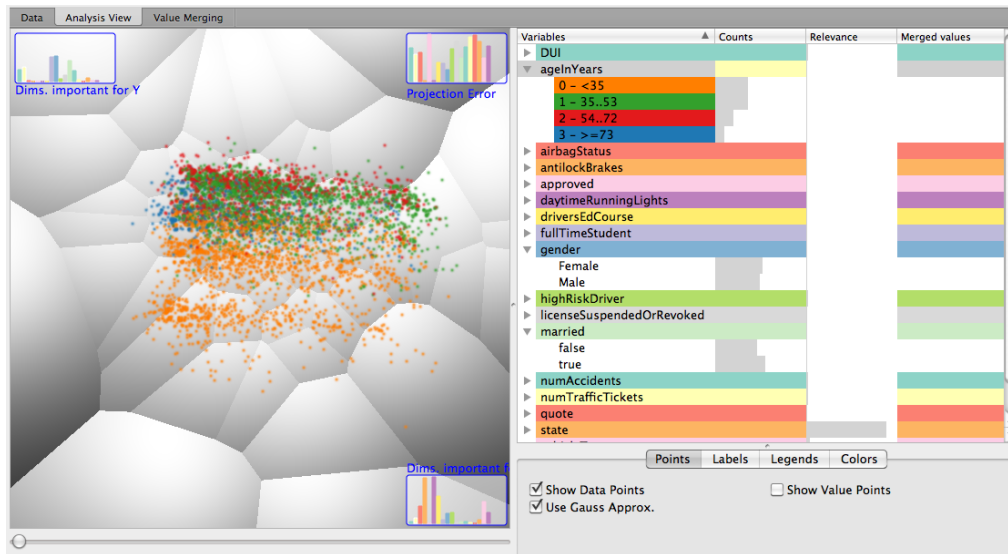 Data Analysis View Value Merging
Dims. important for Y
Projection Error
Dims. important f
Variables Counts Relevance Merged values
DUI
ageInYears
0 - <35
1 - 35..53
2 - 54..72
3 - >=73
airbagStatus
antilockBrakes
approved
daytimeRunningLights
driversEdCourse
fullTimeStudent
gender
Female
Male
highRiskDriver
licenseSuspendedOrRevoked
married
false
true
numAccidents
numTrafficTickets
quote
state
Points Labels Legends Colors
Show Data Points Show Value Points
Use Gauss Approx.